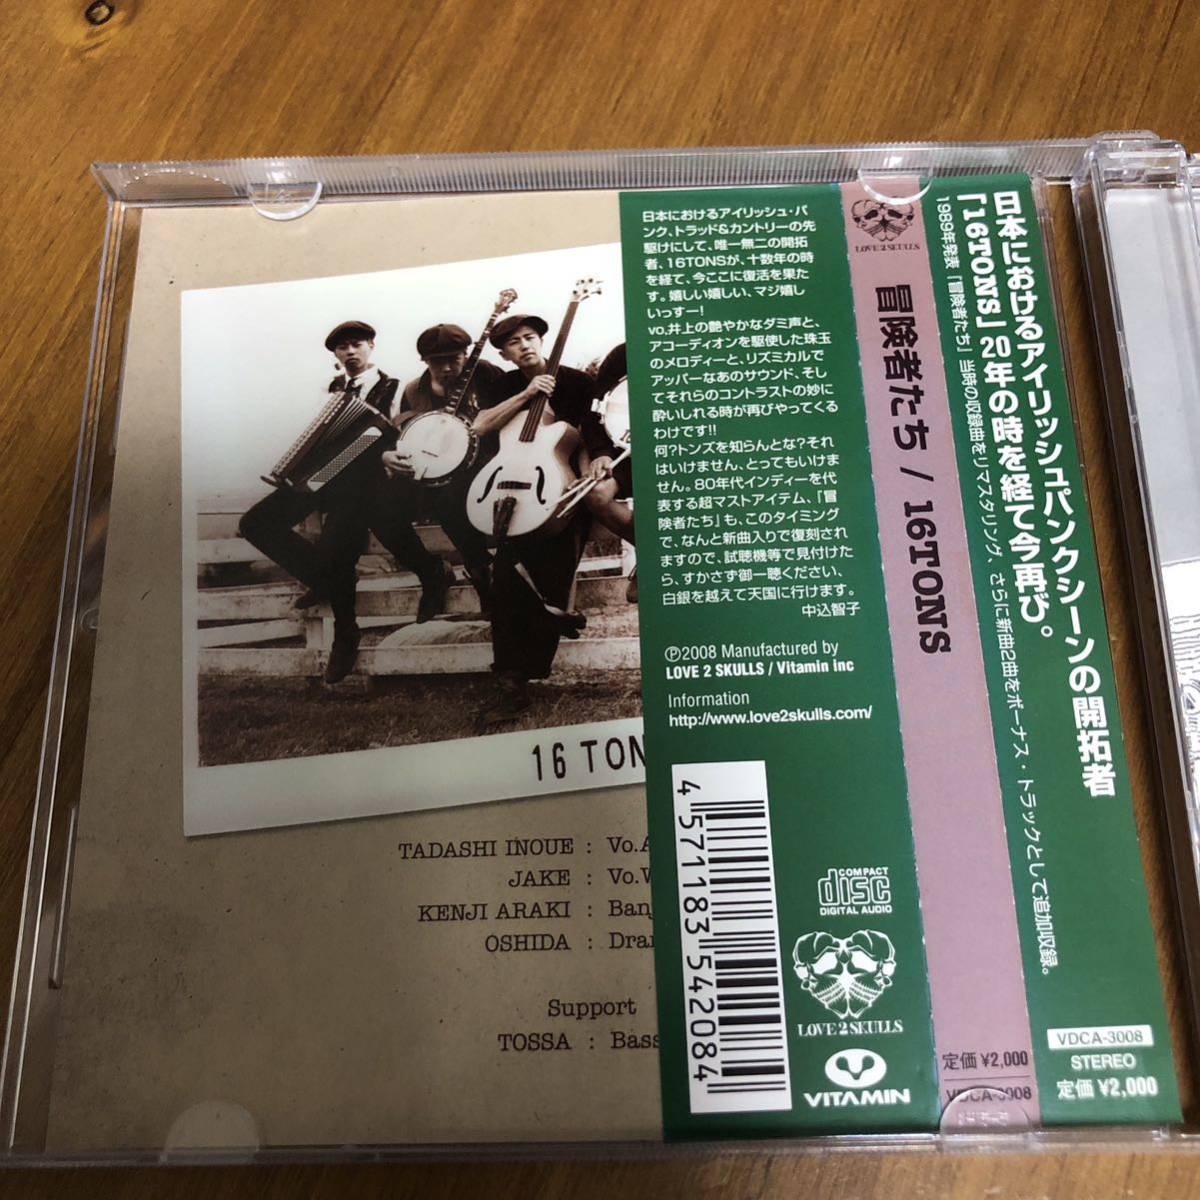 16 TON
TADASHI INOUE : Vo.A
JAKE : Vo.W
KENJI ARAKI : Banj
OSHIDA : Dram
Support
TOSSA : Bass
日本におけるアイリッシュ・パ
ンク、トラッド&カントリーの先
駆けにして、唯一無二の開拓
者、16TONSが、十数年の時
を経て、今ここに復活を果た
す。嬉しい嬉しい、マジ嬉し
いっすー!
vo.井上の艶やかなダミ声と、
アコーディオンを駆使した珠玉
のメロディーと、リズミカルで
アッパーなあのサウンド、そし
てそれらのコントラストの妙に
酔いしれる時が再びやってくる
わけです!!
何?トンズを知らんとな?それ
はいけません、とってもいけま
せん。80年代インディーを代
表する超マストアイテム、『冒
険者たち』も、このタイミング
で、なんと新曲入りで復刻され
ますので、試聴機等で見付けた
ら、すかさず御一聴ください、
白銀を越えて天国に行けます。
中込智子
Ⓟ2008 Manufactured by
LOVE 2 SKULLS / Vitamin inc
Information
http://www.love2skulls.com/
4 571183 542084
COMPACT
disc
DIGITAL AUDIO
LOVE 2 SKULLS
VITAMIN
LOVE 2 SKULLS
冒険者たち / 16TONS
定価 ¥2,000
VDCA-3008
日本におけるアイリッシュパンクシーンの開拓者
「16TONS」20年の時を経て今再び。
1989年発表「冒険者たち」当時の収録曲をリマスタリング、さらに新曲2曲をボーナス・トラックとして追加収録。
VDCA-3008
STEREO
定価 ¥2,000